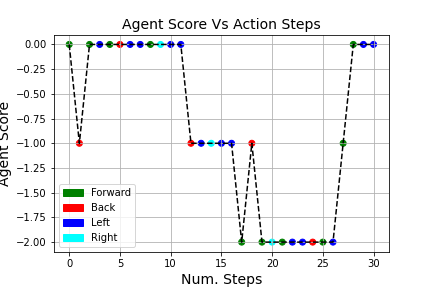 Agent Score Vs Action Steps
Agent Score
0.00
−0.25
−0.50
−0.75
−1.00
−1.25
−1.50
−1.75
−2.00
Forward
Back
Left
Right
0 5 10 15 20 25 30
Num. Steps